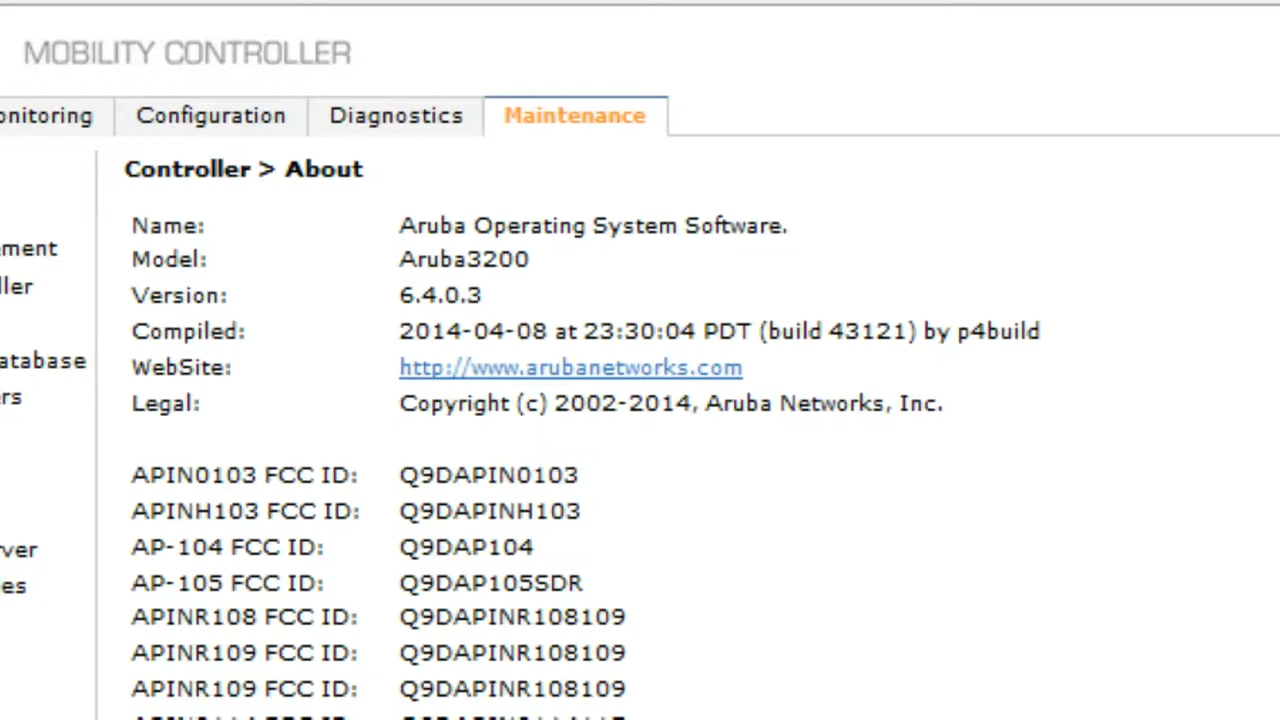 MOBILITY CONTROLLER
onitoring Configuration Diagnostics Maintenance
Controller > About
Name: Aruba Operating System Software.
ement
Model: Aruba3200
ller
Version: 6.4.0.3
Compiled: 2014-04-08 at 23:30:04 PDT (build 43121) by p4build
atabase
WebSite: http://www.arubanetworks.com
ers
Legal: Copyright (c) 2002-2014, Aruba Networks, Inc.
APIN0103 FCC ID: Q9DAPIN0103
APINH103 FCC ID: Q9DAPINH103
rver
AP-104 FCC ID: Q9DAP104
es
AP-105 FCC ID: Q9DAP105SDR
APINR108 FCC ID: Q9DAPINR108109
APINR109 FCC ID: Q9DAPINR108109
APINR109 FCC ID: Q9DAPINR108109